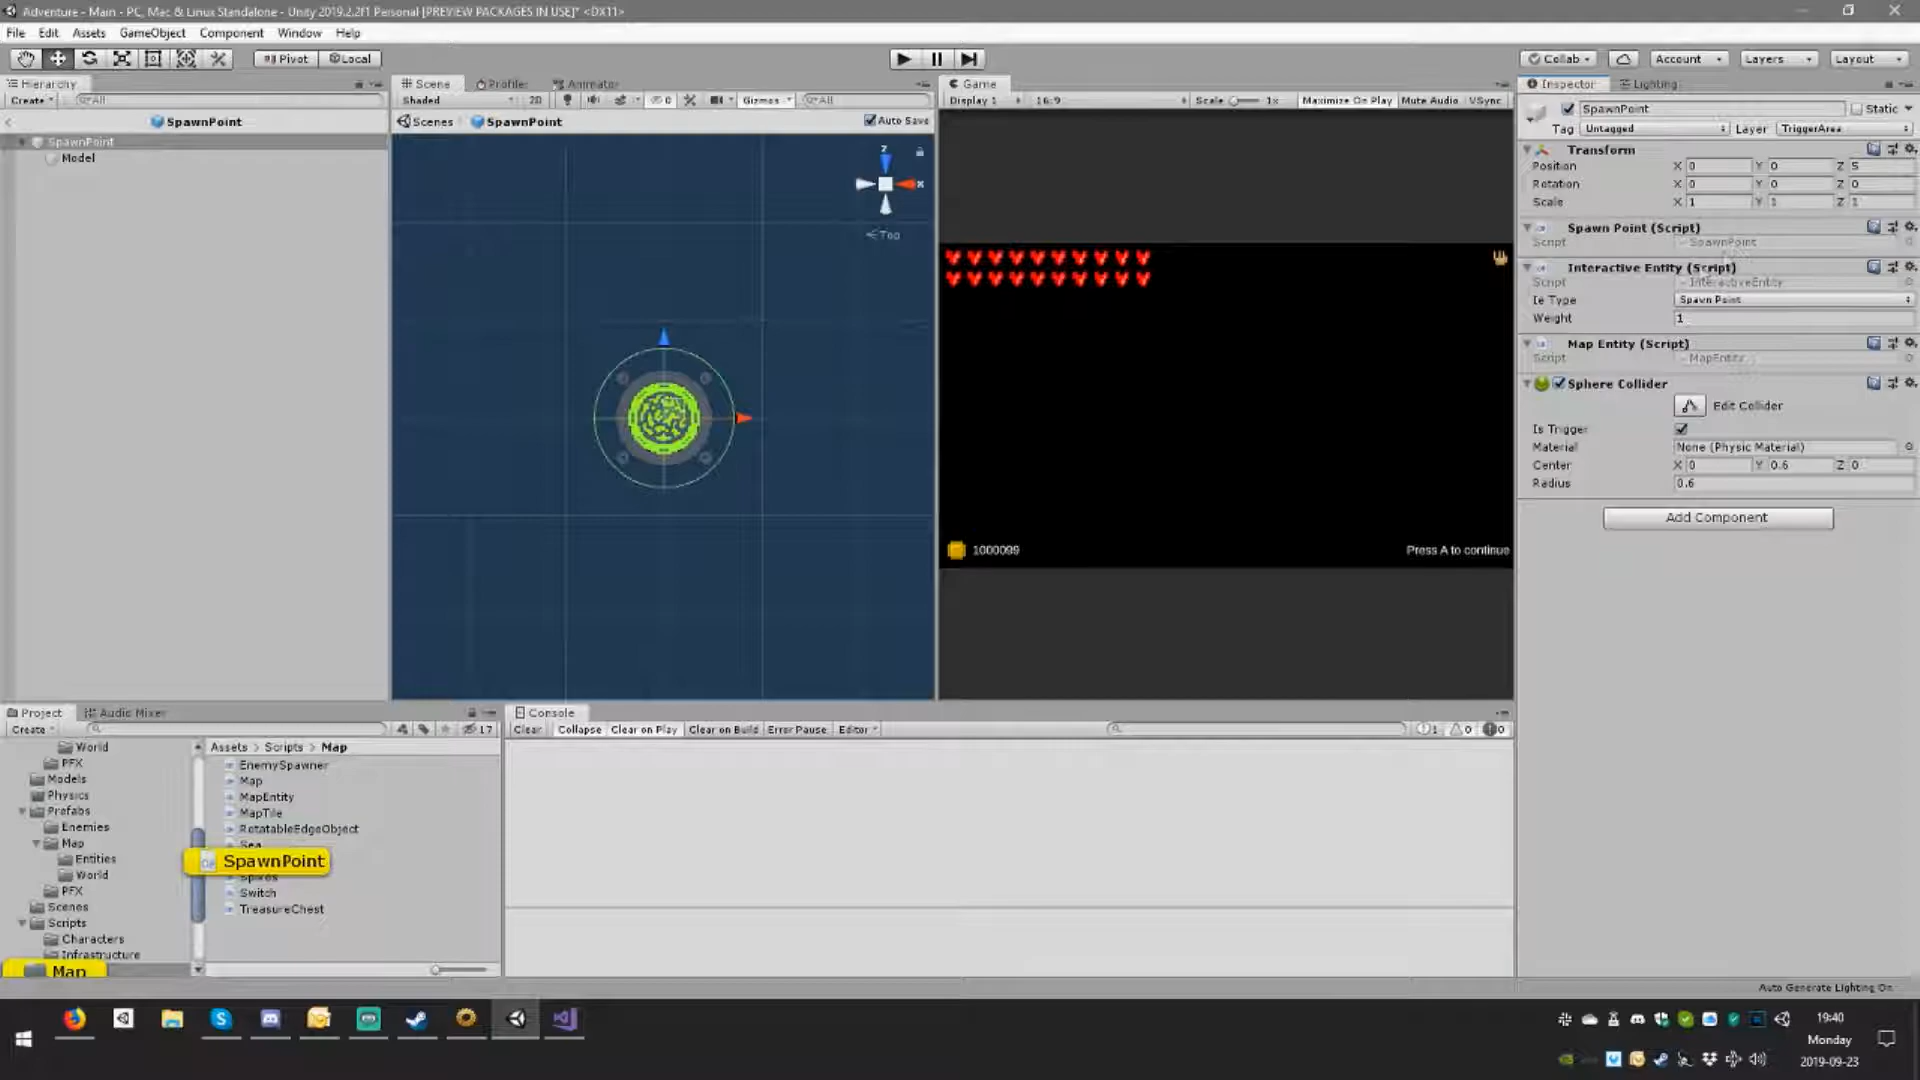 Adventure - Main - PC, Mac & Linux Standalone - Unity 2019.2.2f1 Personal [PREVIEW PACKAGES IN USE]* <DX11>
File Edit Assets GameObject Component Window Help
Pivot Local Collab Account Layers Layout
Hierarchy Scene Profiler Animator Game Inspector Lighting
Create All Shaded 2D 0 Gizmos All Display 1 16:9 Scale 1x Maximize On Play Mute Audio VSync
SpawnPoint Scenes SpawnPoint Auto Save
SpawnPoint
Model
z
x
Top
1000099 Press A to continue
SpawnPoint Static
Tag Untagged Layer TriggerArea
Transform
Position X 0 Y 0 Z 5
Rotation X 0 Y 0 Z 0
Scale X 1 Y 1 Z 1
Spawn Point (Script)
Script SpawnPoint
Interactive Entity (Script)
Script InteractiveEntity
Ie Type Spawn Point
Weight 1
Map Entity (Script)
Script MapEntity
Sphere Collider
Edit Collider
Is Trigger
Material None (Physic Material)
Center X 0 Y 0.6 Z 0
Radius 0.6
Add Component
Project Audio Mixer Console
Create 17 Clear Collapse Clear on Play Clear on Build Error Pause Editor 1 0 0
World
PFX
Models
Physics
Prefabs
Enemies
Map
Entities
World
PFX
Scenes
Scripts
Characters
Infrastructure
Map
Assets > Scripts > Map
EnemySpawner
Map
MapEntity
MapTile
RotatableEdgeObject
Sea
SpawnPoint
Spikes
Switch
TreasureChest
Auto Generate Lighting On
19:40
Monday
2019-09-23